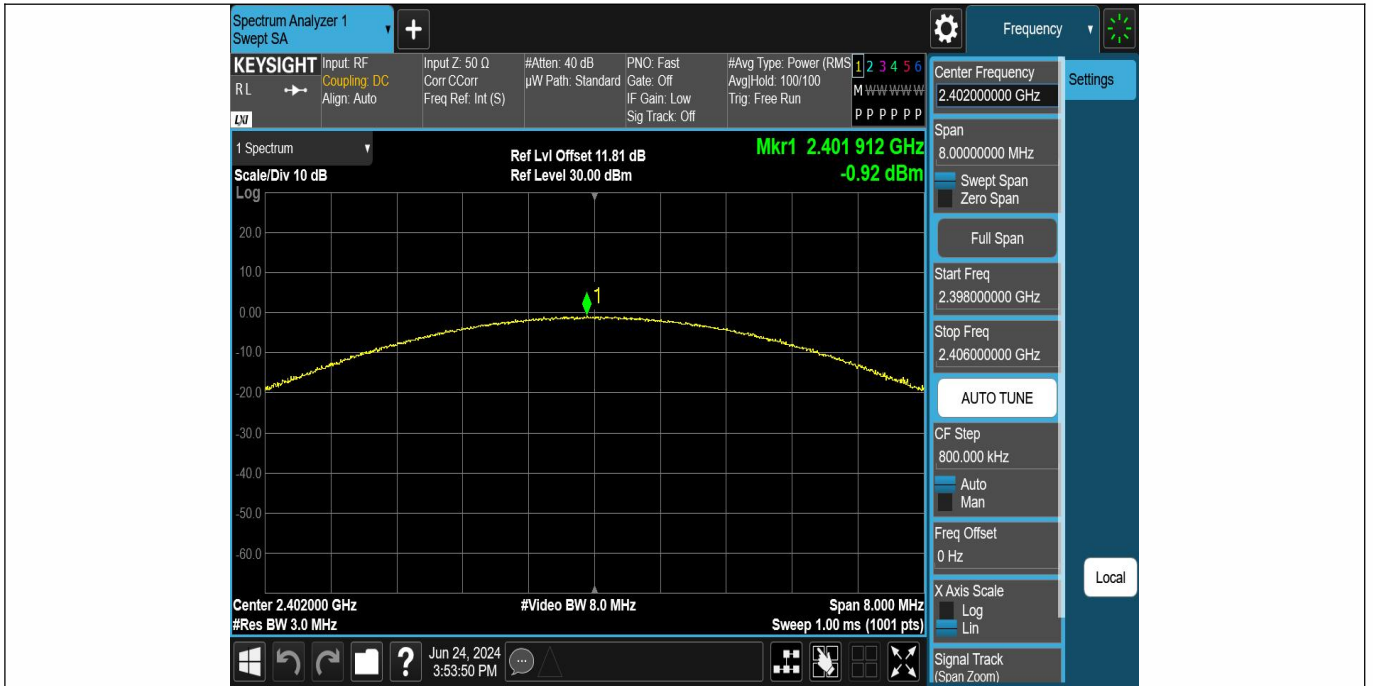 Spectrum Analyzer 1
Swept SA
+
Frequency
KEYSIGHT
RL
LXI
Input: RF
Coupling: DC
Align: Auto
Input Z: 50 Ω
Corr CCorr
Freq Ref: Int (S)
#Atten: 40 dB
µW Path: Standard
PNO: Fast
Gate: Off
IF Gain: Low
Sig Track: Off
#Avg Type: Power (RMS
Avg|Hold: 100/100
Trig: Free Run
1 2 3 4 5 6
M W W W W W
P P P P P P
1 Spectrum
Scale/Div 10 dB
Log
Ref Lvl Offset 11.81 dB
Ref Level 30.00 dBm
Mkr1 2.401 912 GHz
-0.92 dBm
20.0
10.0
0.00
-10.0
-20.0
-30.0
-40.0
-50.0
-60.0
1
Center 2.402000 GHz
#Res BW 3.0 MHz
#Video BW 8.0 MHz
Span 8.000 MHz
Sweep 1.00 ms (1001 pts)
Center Frequency
2.402000000 GHz
Settings
Span
8.00000000 MHz
Swept Span
Zero Span
Full Span
Start Freq
2.398000000 GHz
Stop Freq
2.406000000 GHz
AUTO TUNE
CF Step
800.000 kHz
Auto
Man
Freq Offset
0 Hz
X Axis Scale
Log
Lin
Local
Signal Track
(Span Zoom)
?
Jun 24, 2024
3:53:50 PM